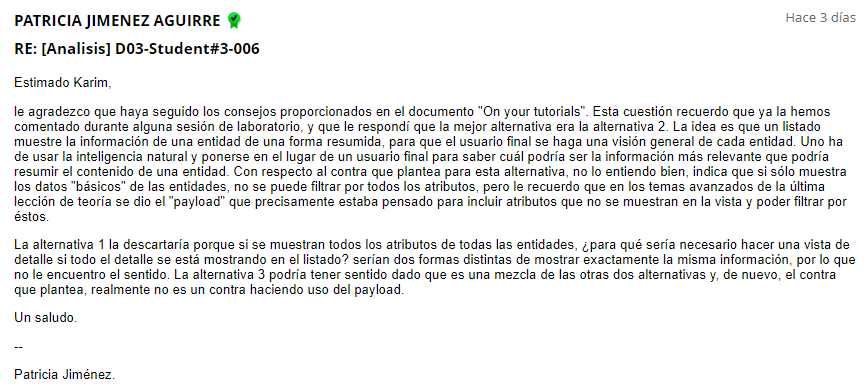 PATRICIA JIMENEZ AGUIRRE
Hace 3 días
RE: [Analisis] D03-Student#3-006
Estimado Karim,
le agradezco que haya seguido los consejos proporcionados en el documento "On your tutorials". Esta cuestión recuerdo que ya la hemos
comentado durante alguna sesión de laboratorio, y que le respondí que la mejor alternativa era la alternativa 2. La idea es que un listado
muestre la información de una entidad de una forma resumida, para que el usuario final se haga una visión general de cada entidad. Uno ha
de usar la inteligencia natural y ponerse en el lugar de un usuario final para saber cuál podría ser la información más relevante que podría
resumir el contenido de una entidad. Con respecto al contra que plantea para esta alternativa, no lo entiendo bien, indica que si sólo muestra
los datos "básicos" de las entidades, no se puede filtrar por todos los atributos, pero le recuerdo que en los temas avanzados de la última
lección de teoría se dio el "payload" que precisamente estaba pensado para incluir atributos que no se muestran en la vista y poder filtrar por
éstos.
La alternativa 1 la descartaría porque si se muestran todos los atributos de todas las entidades, ¿para qué sería necesario hacer una vista de
detalle si todo el detalle se está mostrando en el listado? serían dos formas distintas de mostrar exactamente la misma información, por lo que
no le encuentro el sentido. La alternativa 3 podría tener sentido dado que es una mezcla de las otras dos alternativas y, de nuevo, el contra
que plantea, realmente no es un contra haciendo uso del payload.
Un saludo.
--
Patricia Jiménez.